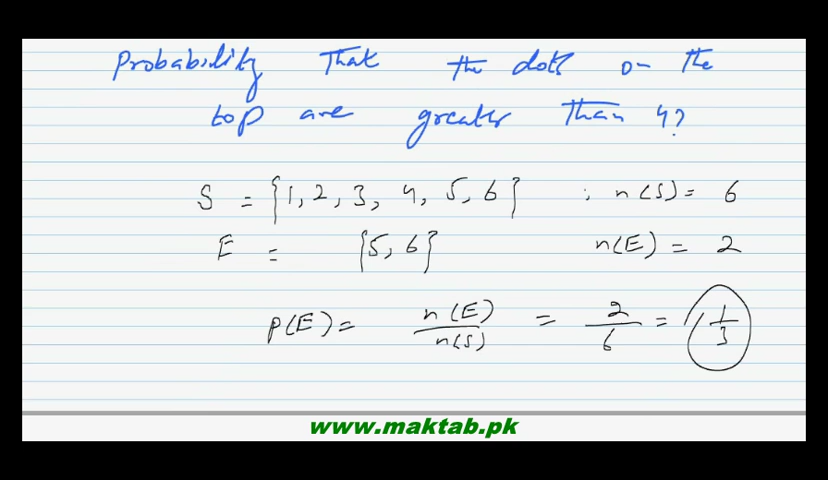 Probability That the dots on the
top are greater Than 4?
S = {1, 2, 3, 4, 5, 6} ; n(S) = 6
E = {5, 6} n(E) = 2
P(E) = n(E)/n(S) = 2/6 = 1/3
www.maktab.pk